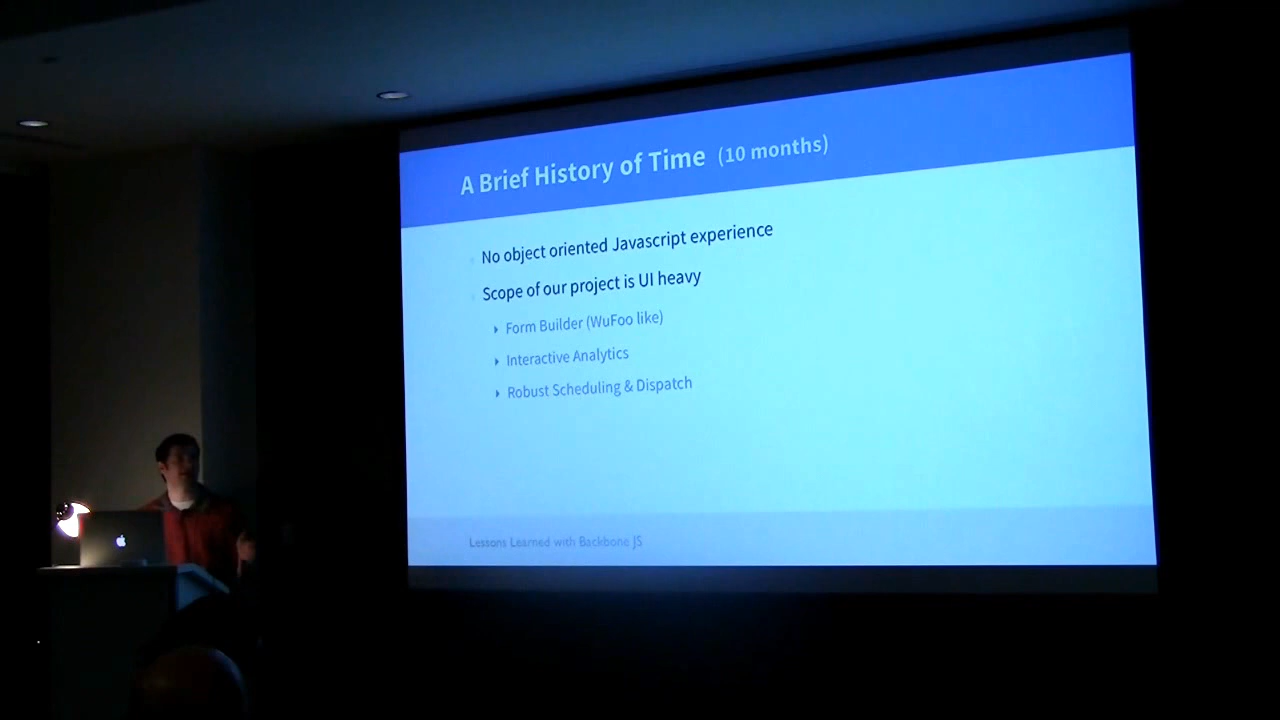 A Brief History of Time (10 months)
No object oriented Javascript experience
Scope of our project is UI heavy
Form Builder (WuFoo like)
Interactive Analytics
Robust Scheduling & Dispatch
Lessons Learned with Backbone JS